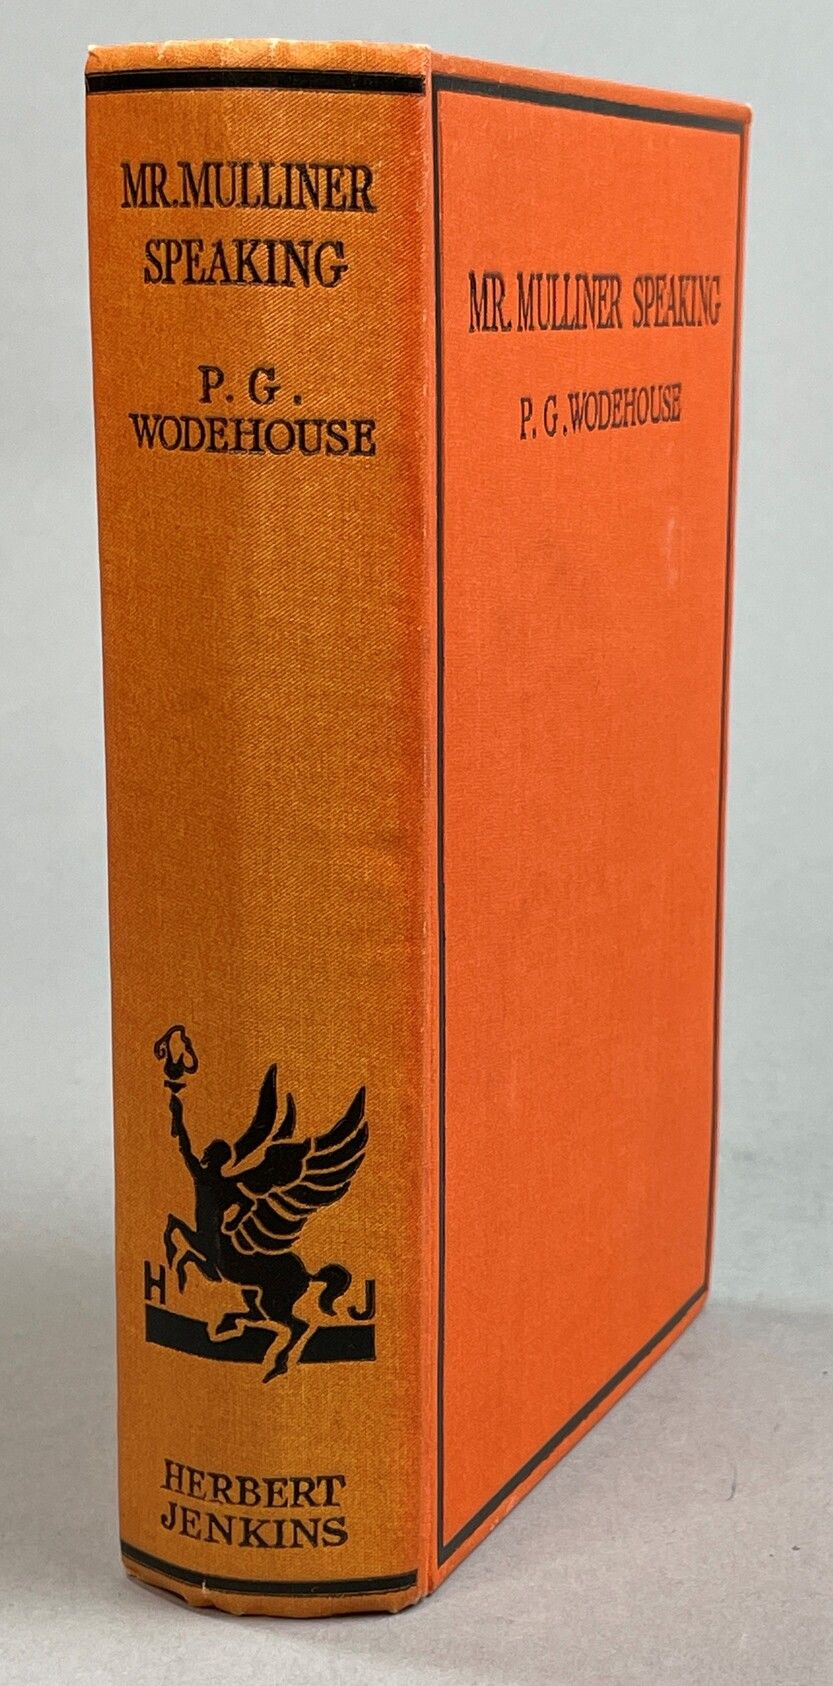 MR. MULLINER
SPEAKING
P. G.
WODEHOUSE
H J
HERBERT
JENKINS
MR. MULLINER SPEAKING
P. G. WODEHOUSE